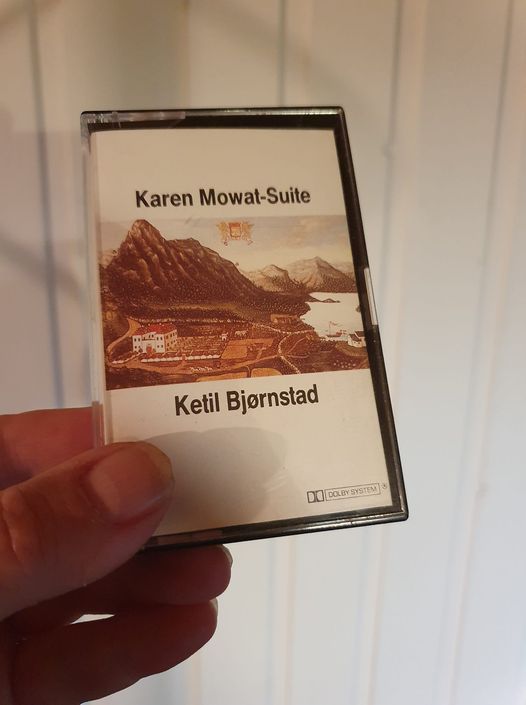 Karen Mowat-Suite
Ketil Bjørnstad
DOLBY SYSTEM ®